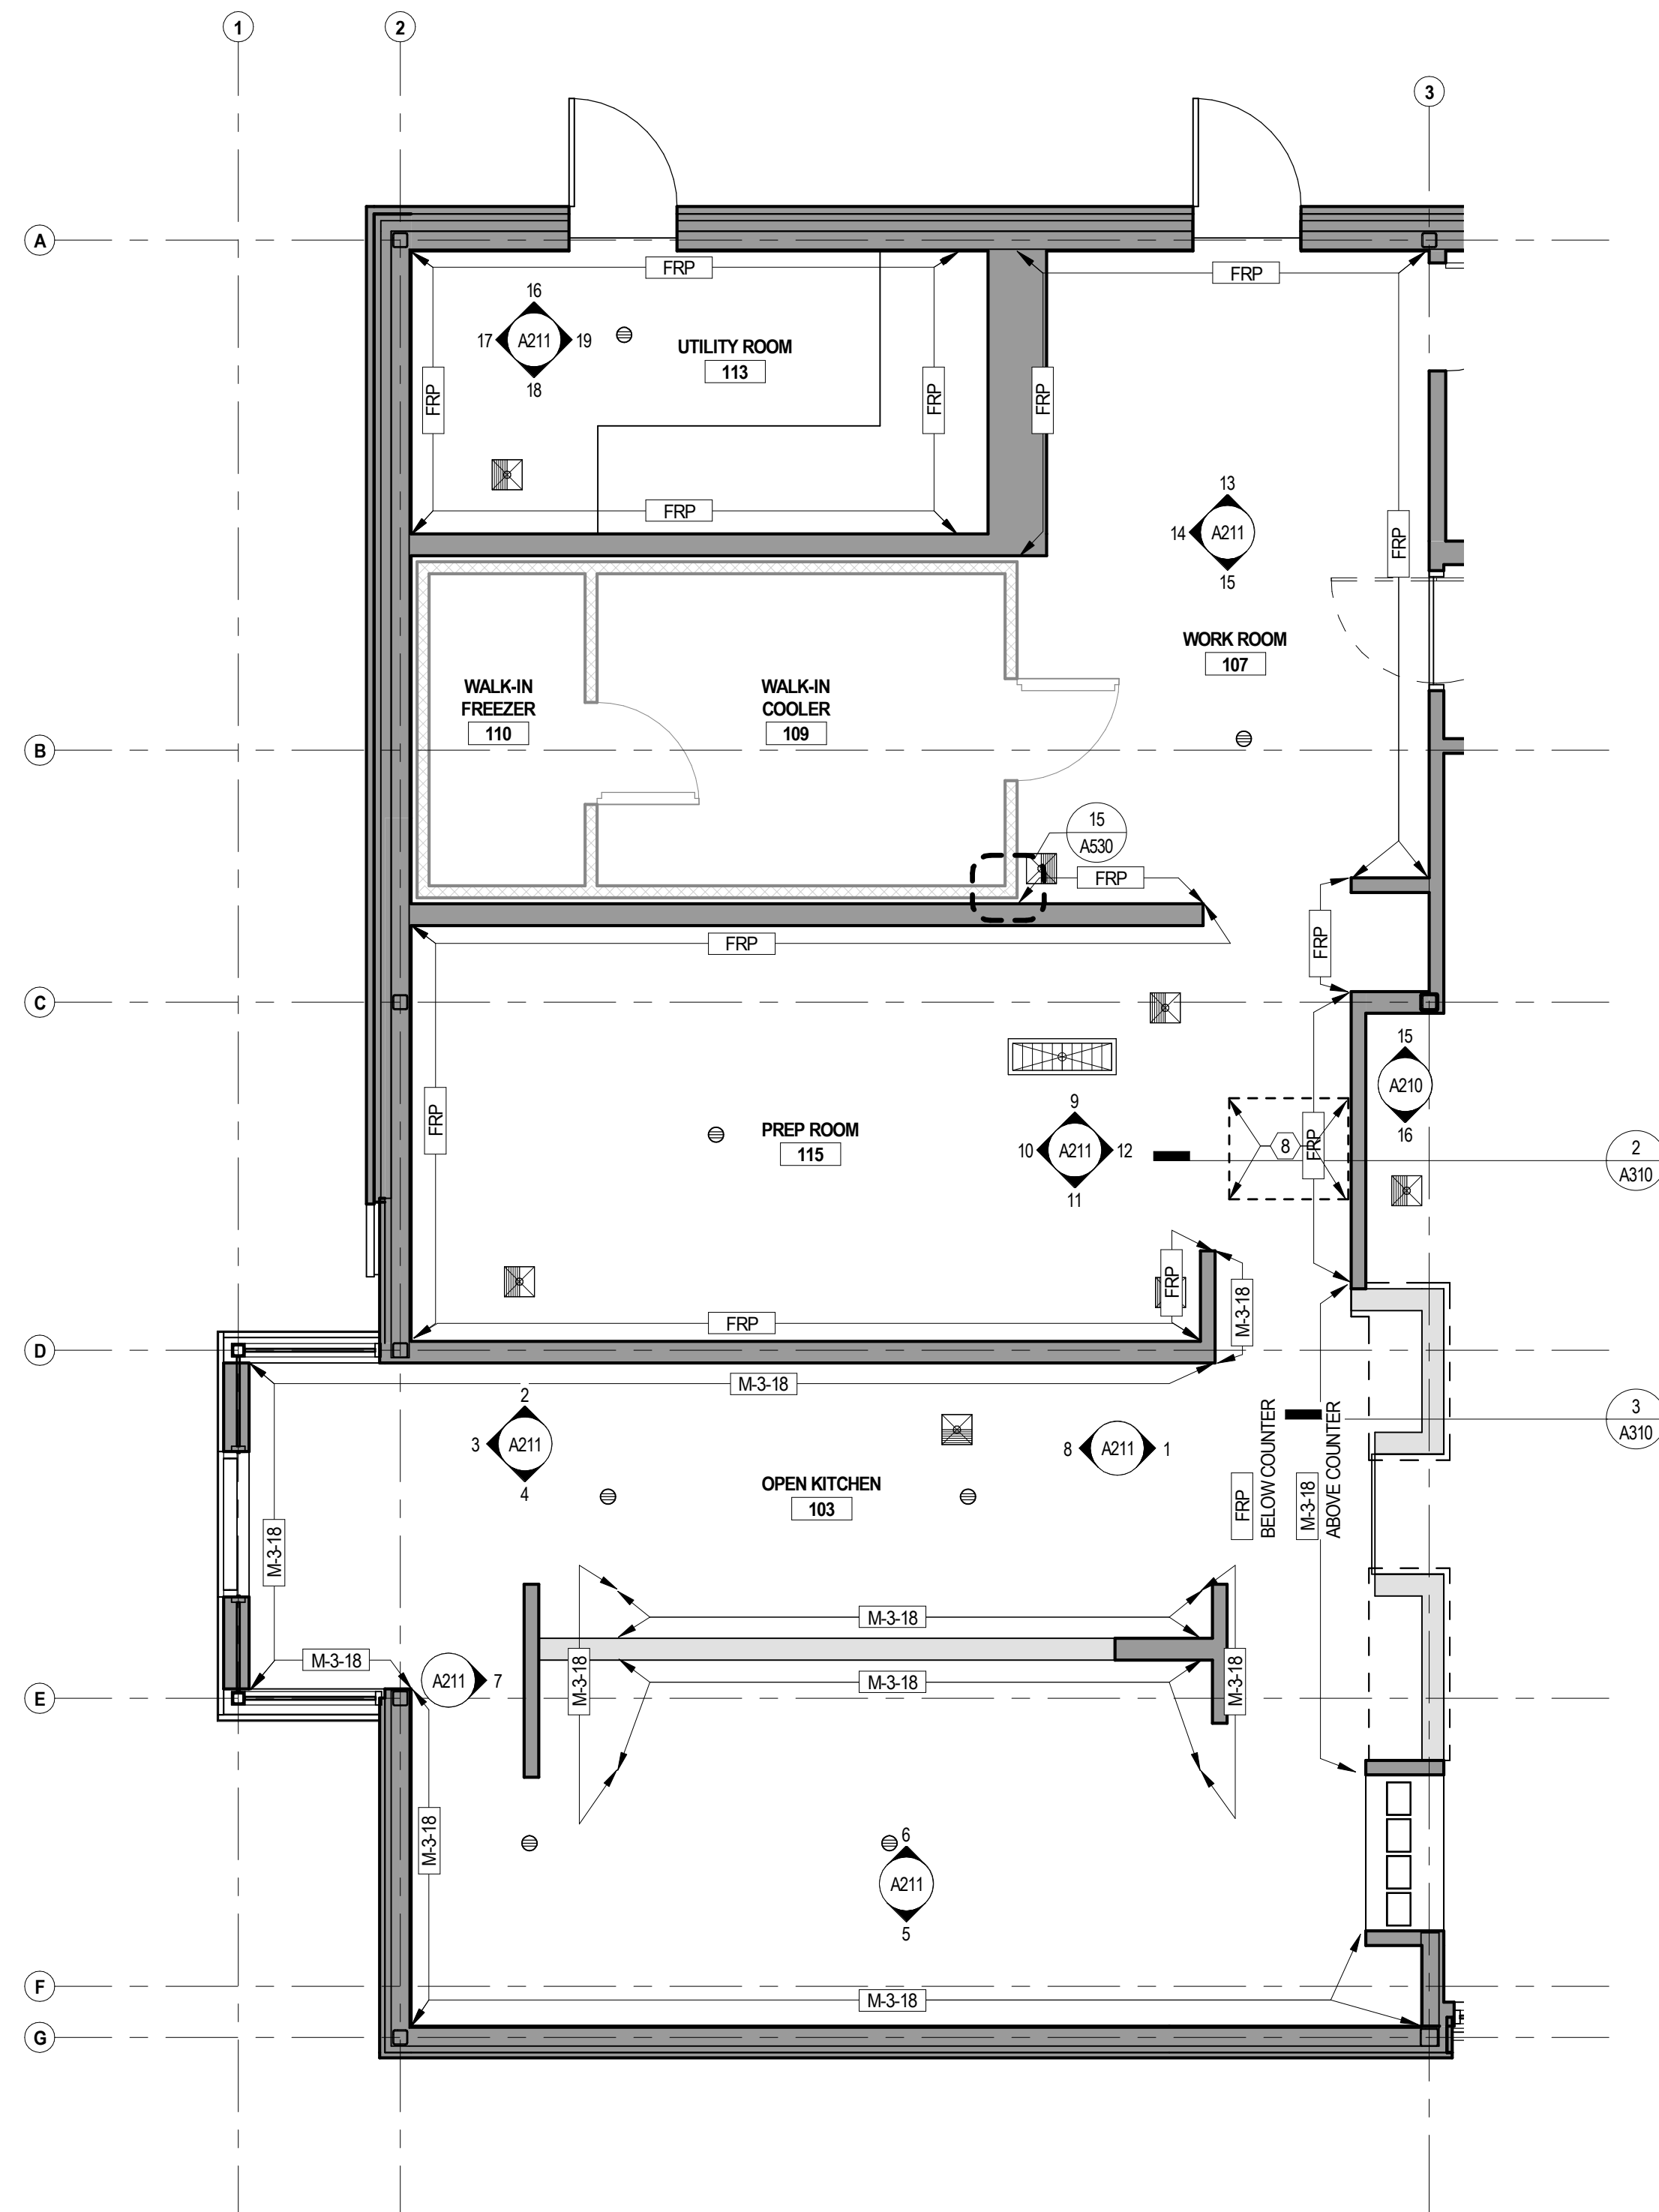 1
2
3
A
FRP
FRP
16
17
A211
19
18
UTILITY ROOM
113
FRP
FRP
FRP
FRP
FRP
13
14
A211
15
WORK ROOM
107
WALK-IN
FREEZER
110
WALK-IN
COOLER
109
B
15
A530
FRP
FRP
FRP
C
15
A210
16
FRP
9
10
A211
12
11
PREP ROOM
115
8
FRP
2
A310
FRP
M-3-18
FRP
D
M-3-18
2
3
A211
4
8
A211
1
3
A310
OPEN KITCHEN
103
FRP
BELOW COUNTER
M-3-18
ABOVE COUNTER
M-3-18
M-3-18
M-3-18
A211
7
M-3-18
M-3-18
M-3-18
E
M-3-18
6
A211
5
F
M-3-18
G